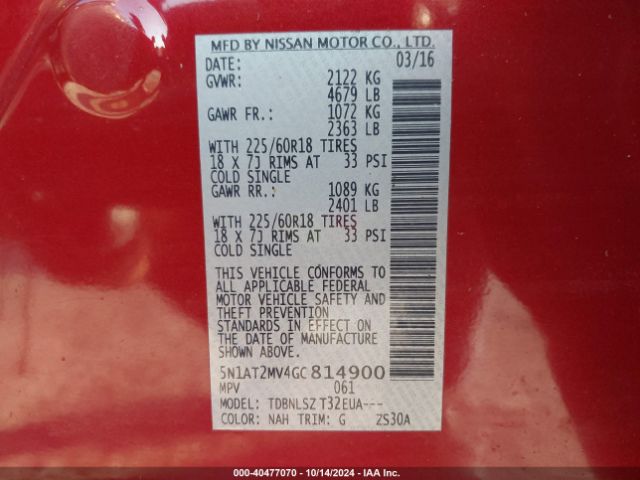 MFD BY NISSAN MOTOR CO., LTD.
DATE: 03/16
GVWR: 2122 KG
4679 LB
GAWR FR.: 1072 KG
2363 LB
WITH 225/60R18 TIRES
18 X 7J RIMS AT 33 PSI
COLD SINGLE
GAWR RR.: 1089 KG
2401 LB
WITH 225/60R18 TIRES
18 X 7J RIMS AT 33 PSI
COLD SINGLE
THIS VEHICLE CONFORMS TO
ALL APPLICABLE FEDERAL
MOTOR VEHICLE SAFETY AND
THEFT PREVENTION
STANDARDS IN EFFECT ON
THE DATE OF MANUFACTURE
SHOWN ABOVE.
5N1AT2MV4GC814900
MPV 061
MODEL: TDBNLSZ T32EUA---
COLOR: NAH TRIM: G ZS30A
000-40477070 | 10/14/2024 | IAA Inc.